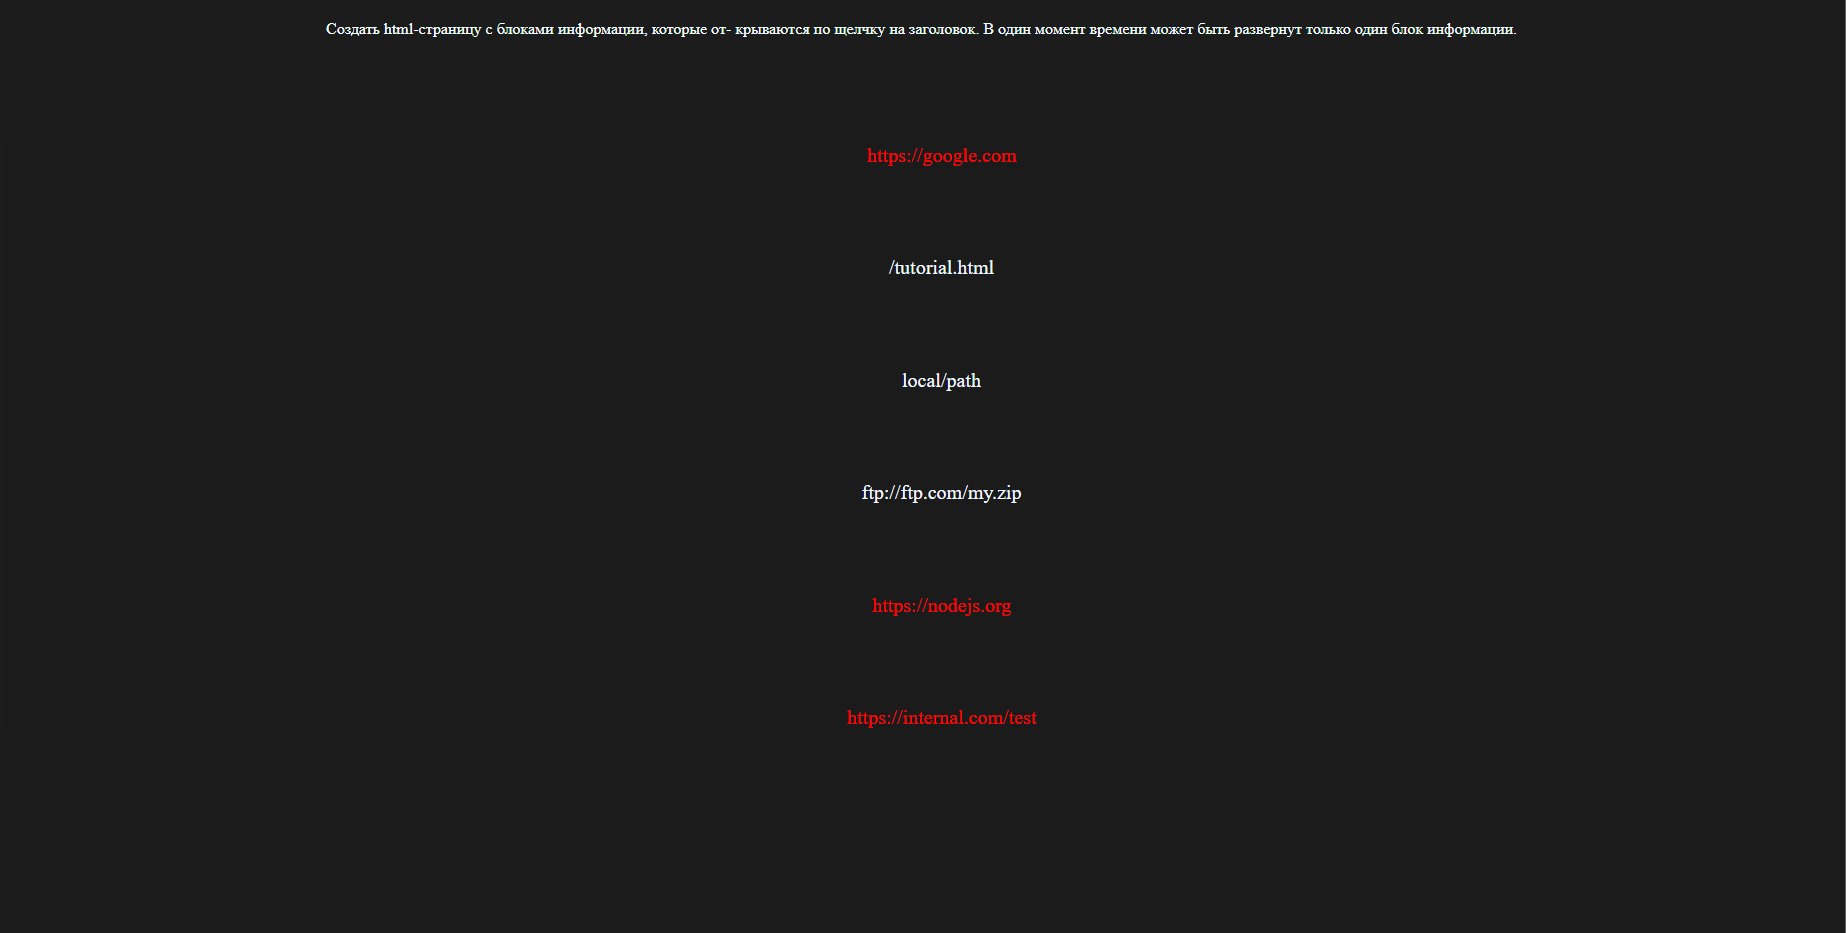 Создать html-страницу с блоками информации, которые от- крываются по щелчку на заголовок. В один момент времени может быть развернут только один блок информации.
https://google.com
/tutorial.html
local/path
ftp://ftp.com/my.zip
https://nodejs.org
https://internal.com/test